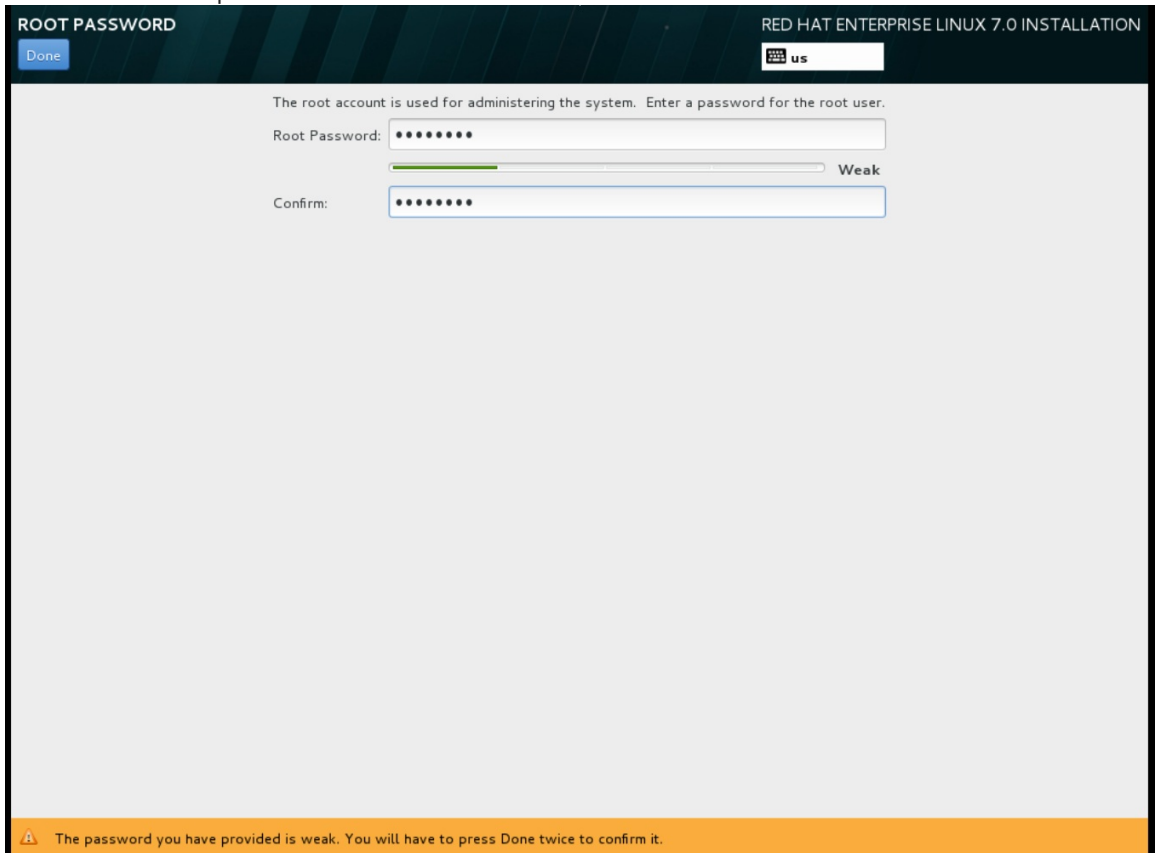 ROOT PASSWORD
RED HAT ENTERPRISE LINUX 7.0 INSTALLATION
Done
us
The root account is used for administering the system. Enter a password for the root user.
Root Password: ••••••••
Weak
Confirm: ••••••••
The password you have provided is weak. You will have to press Done twice to confirm it.